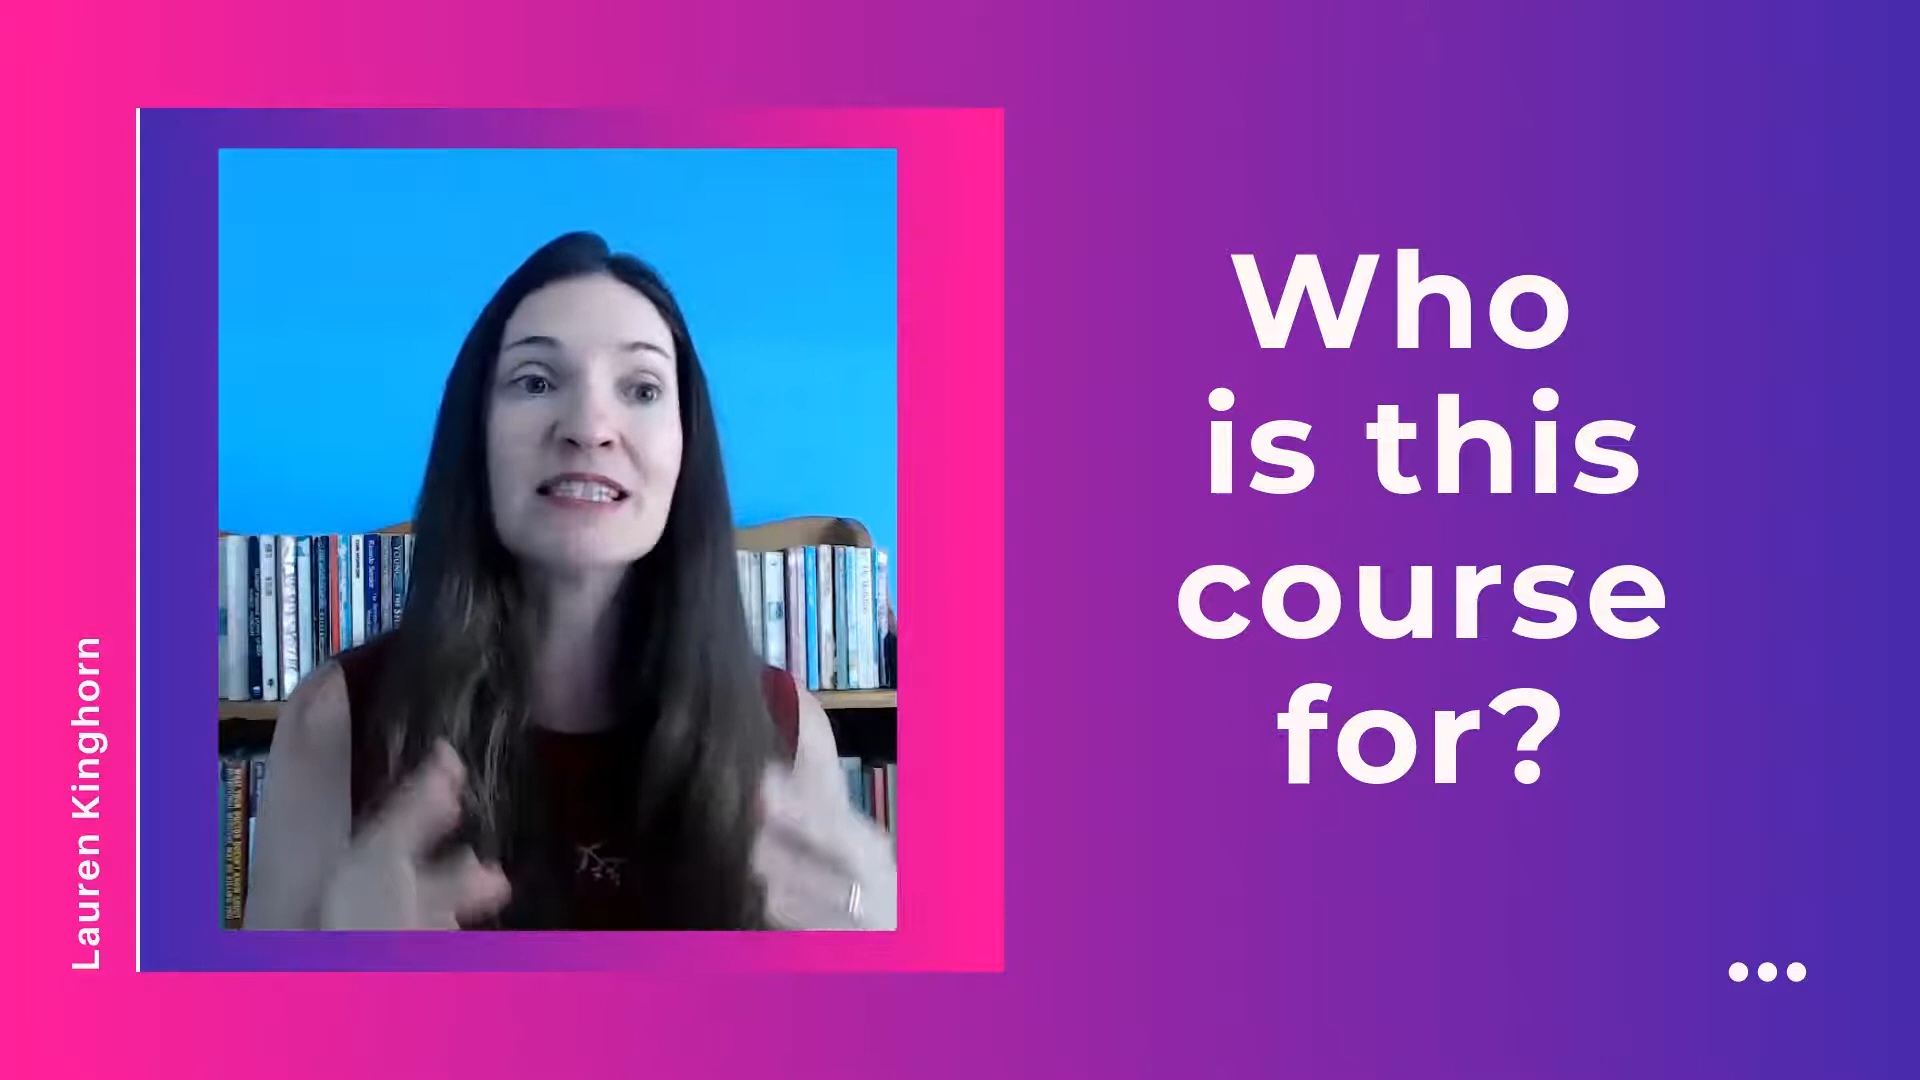 Who
is this
course
for?
Lauren Kinghorn